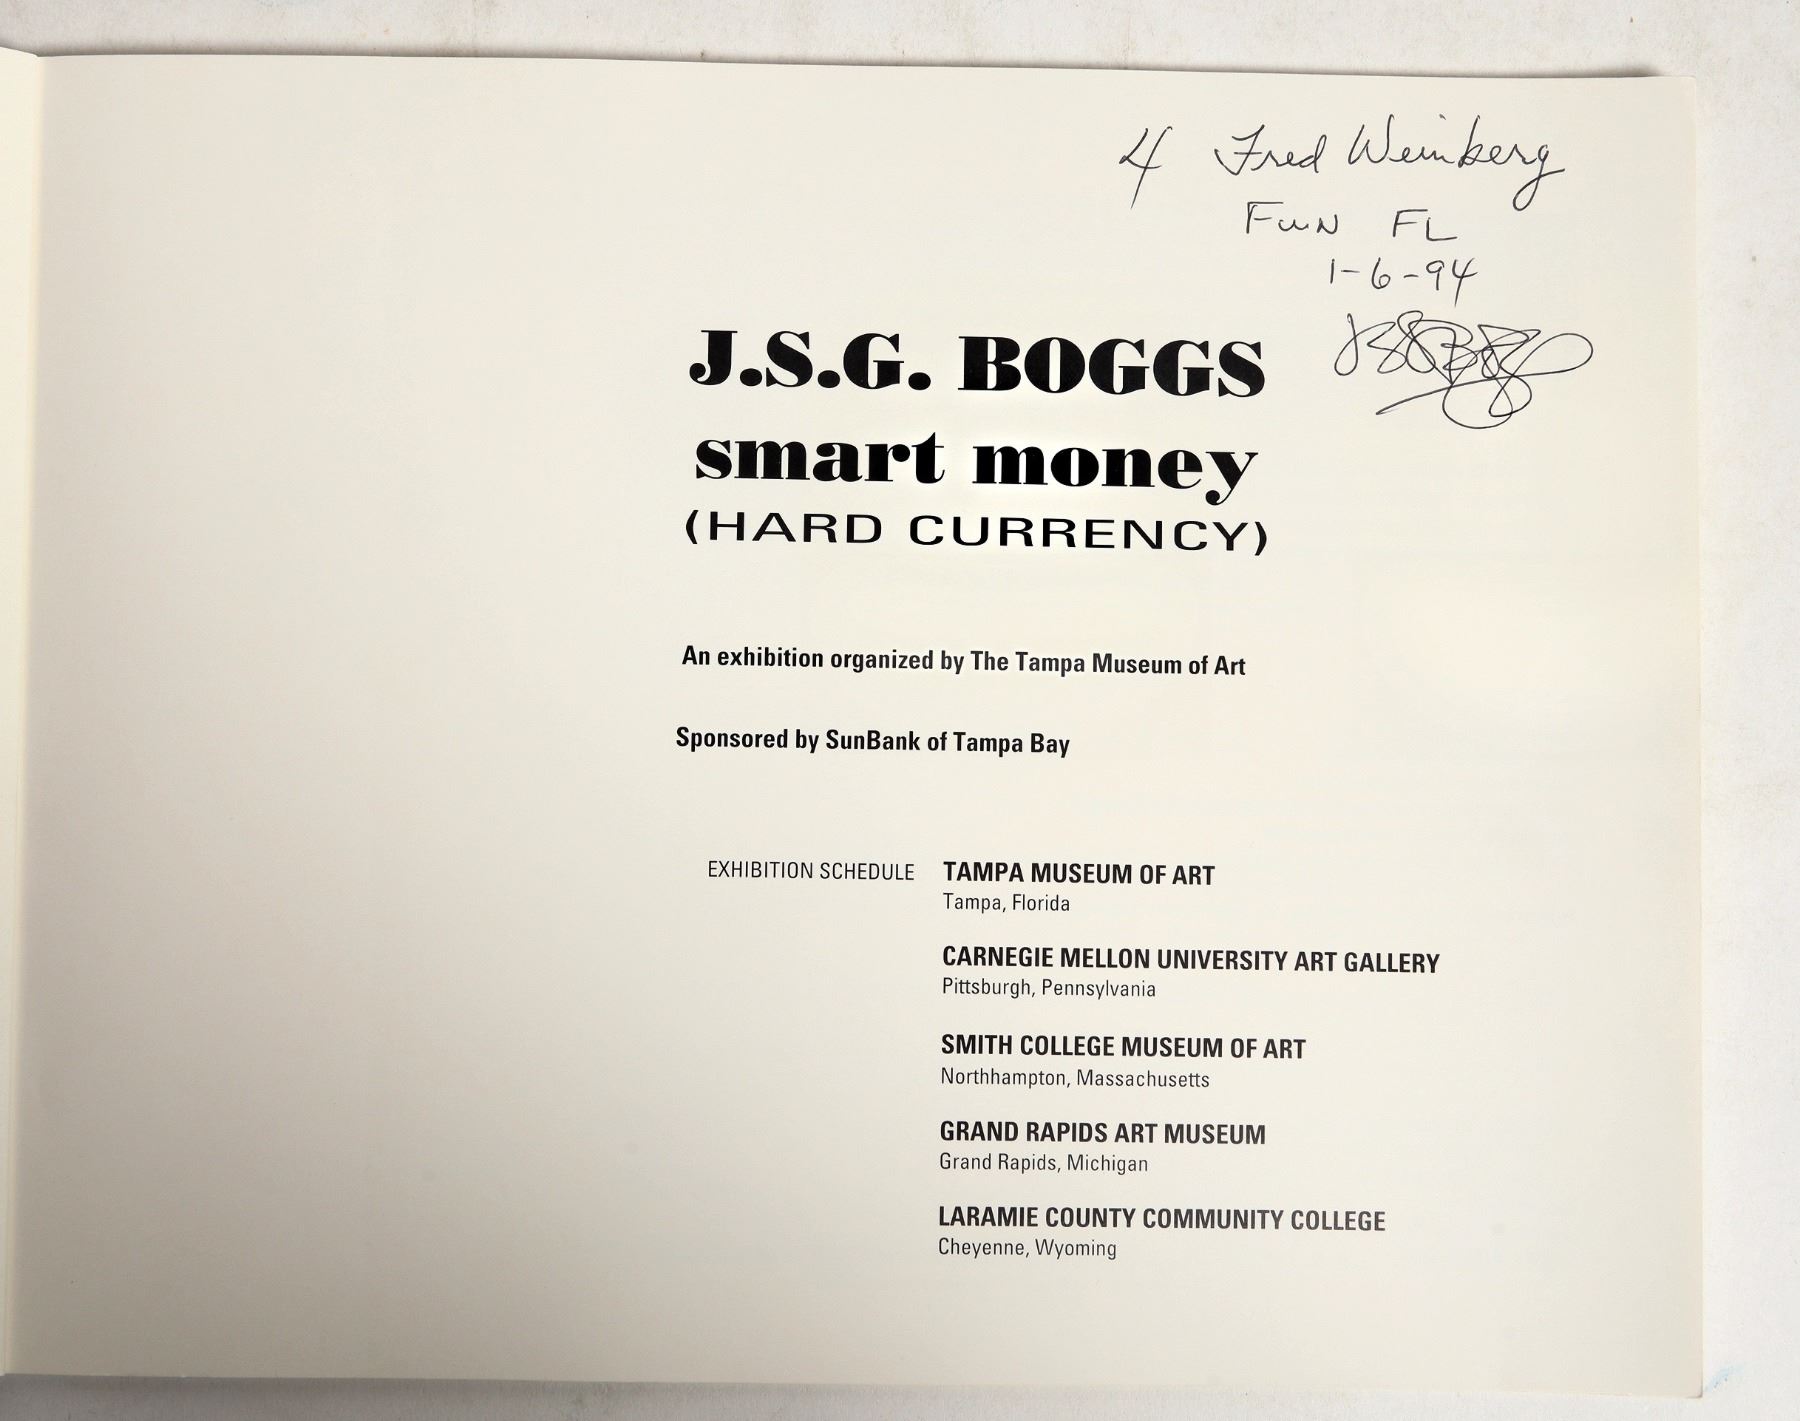 4 Fred Weinberg
FUN FL
1-6-94
JSG Boggs
J.S.G. BOGGS
smart money
(HARD CURRENCY)
An exhibition organized by The Tampa Museum of Art
Sponsored by SunBank of Tampa Bay
EXHIBITION SCHEDULE TAMPA MUSEUM OF ART
Tampa, Florida
CARNEGIE MELLON UNIVERSITY ART GALLERY
Pittsburgh, Pennsylvania
SMITH COLLEGE MUSEUM OF ART
Northhampton, Massachusetts
GRAND RAPIDS ART MUSEUM
Grand Rapids, Michigan
LARAMIE COUNTY COMMUNITY COLLEGE
Cheyenne, Wyoming